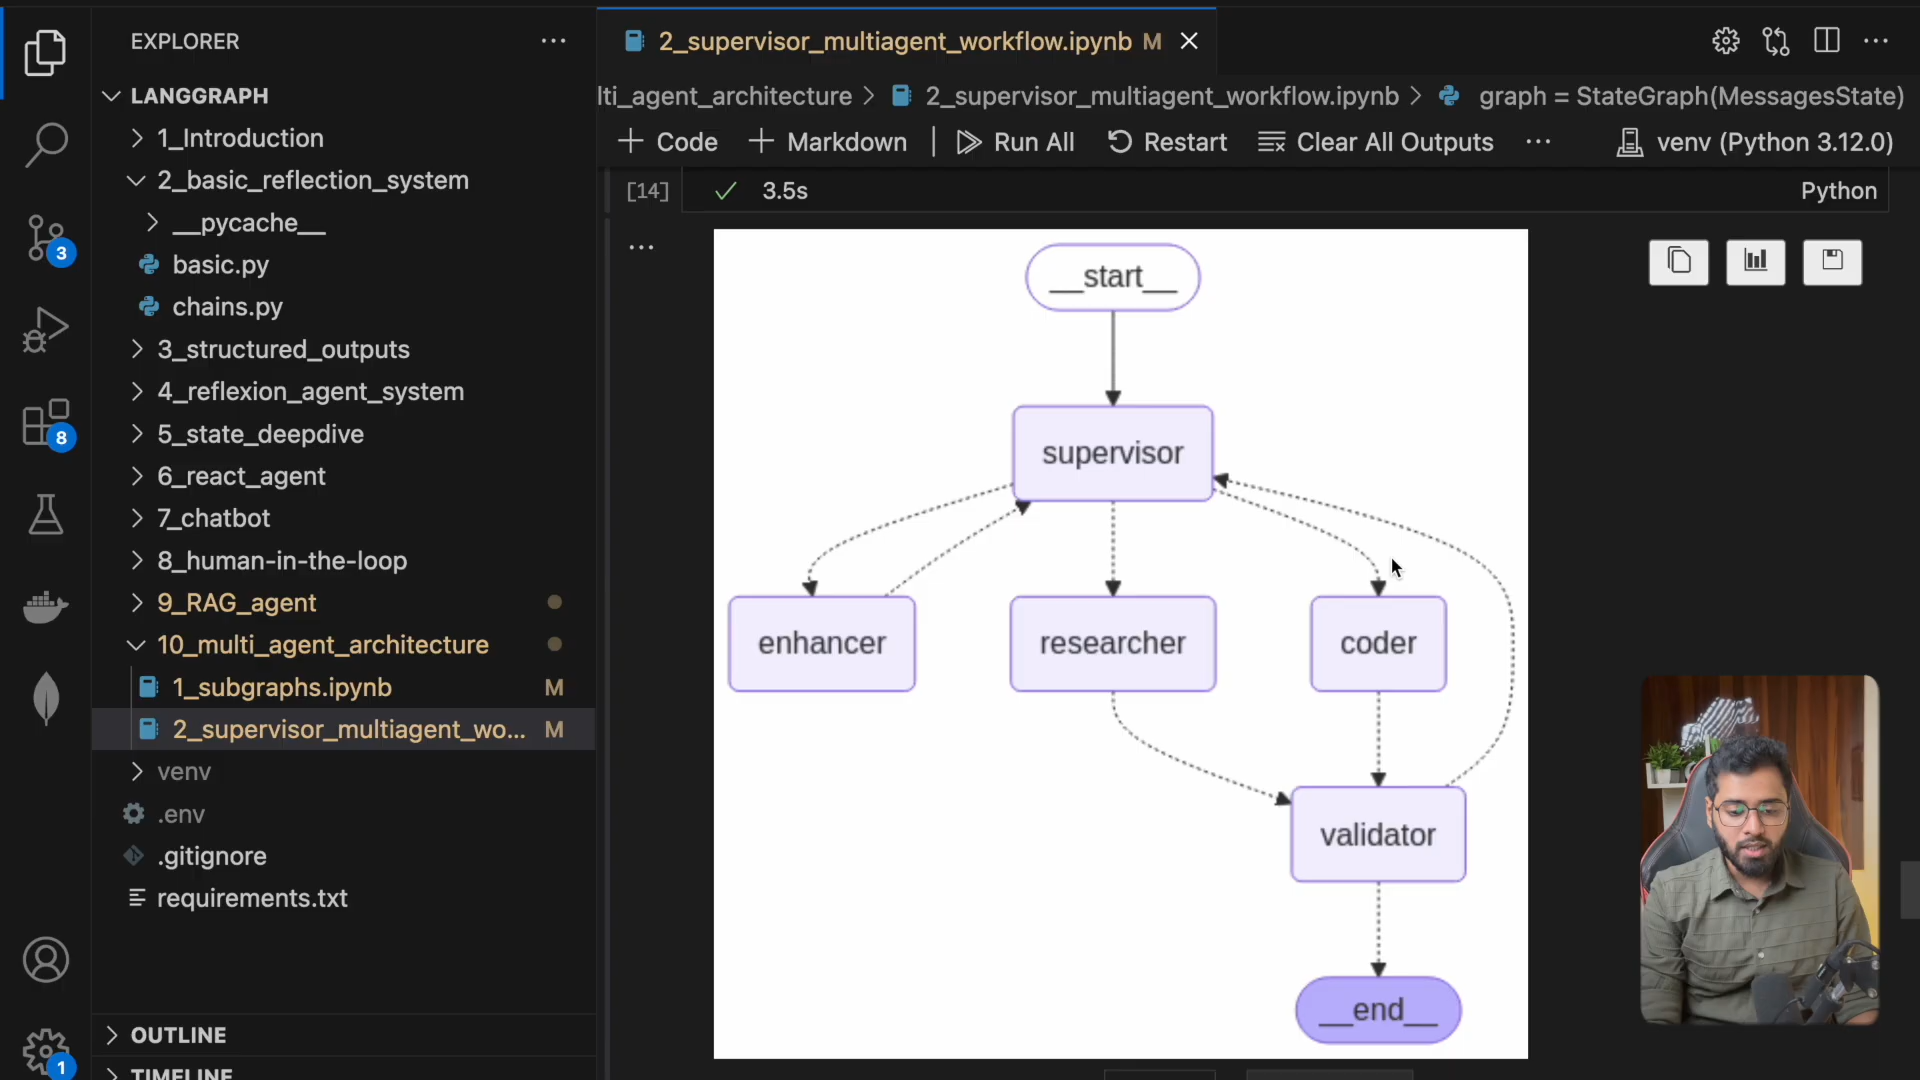 EXPLORER
LANGGRAPH
1_Introduction
2_basic_reflection_system
__pycache__
basic.py
chains.py
3_structured_outputs
4_reflexion_agent_system
5_state_deepdive
6_react_agent
7_chatbot
8_human-in-the-loop
9_RAG_agent
10_multi_agent_architecture
1_subgraphs.ipynb M
2_supervisor_multiagent_wo... M
venv
.env
.gitignore
requirements.txt
OUTLINE
TIMELINE
3
8
1
2_supervisor_multiagent_workflow.ipynb M
lti_agent_architecture > 2_supervisor_multiagent_workflow.ipynb > graph = StateGraph(MessagesState)
+ Code + Markdown | Run All Restart Clear All Outputs ... venv (Python 3.12.0)
[14] ✓ 3.5s Python
__start__
supervisor
enhancer researcher coder
validator
__end__